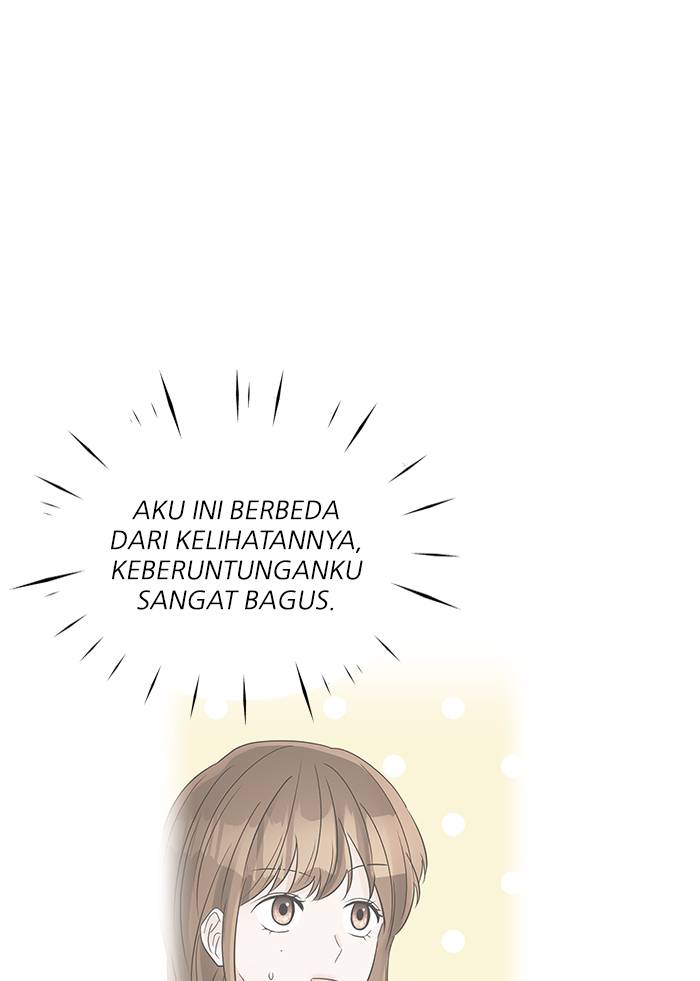 AKU INI BERBEDA
DARI KELIHATANNYA,
KEBERUNTUNGANKU
SANGAT BAGUS.